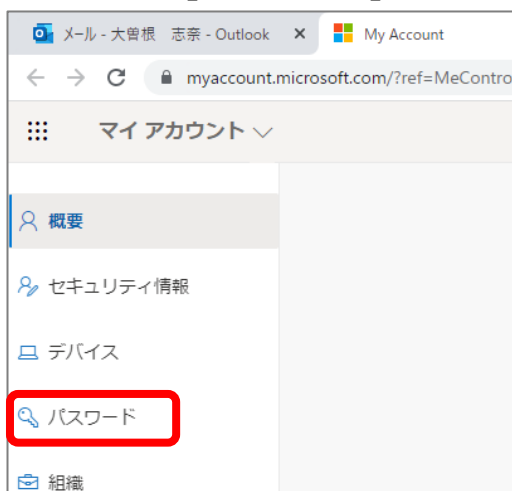 メール - 大曽根　志奈 - Outlook
My Account
myaccount.microsoft.com/?ref=MeContro
マイ アカウント
概要
セキュリティ情報
デバイス
パスワード
組織